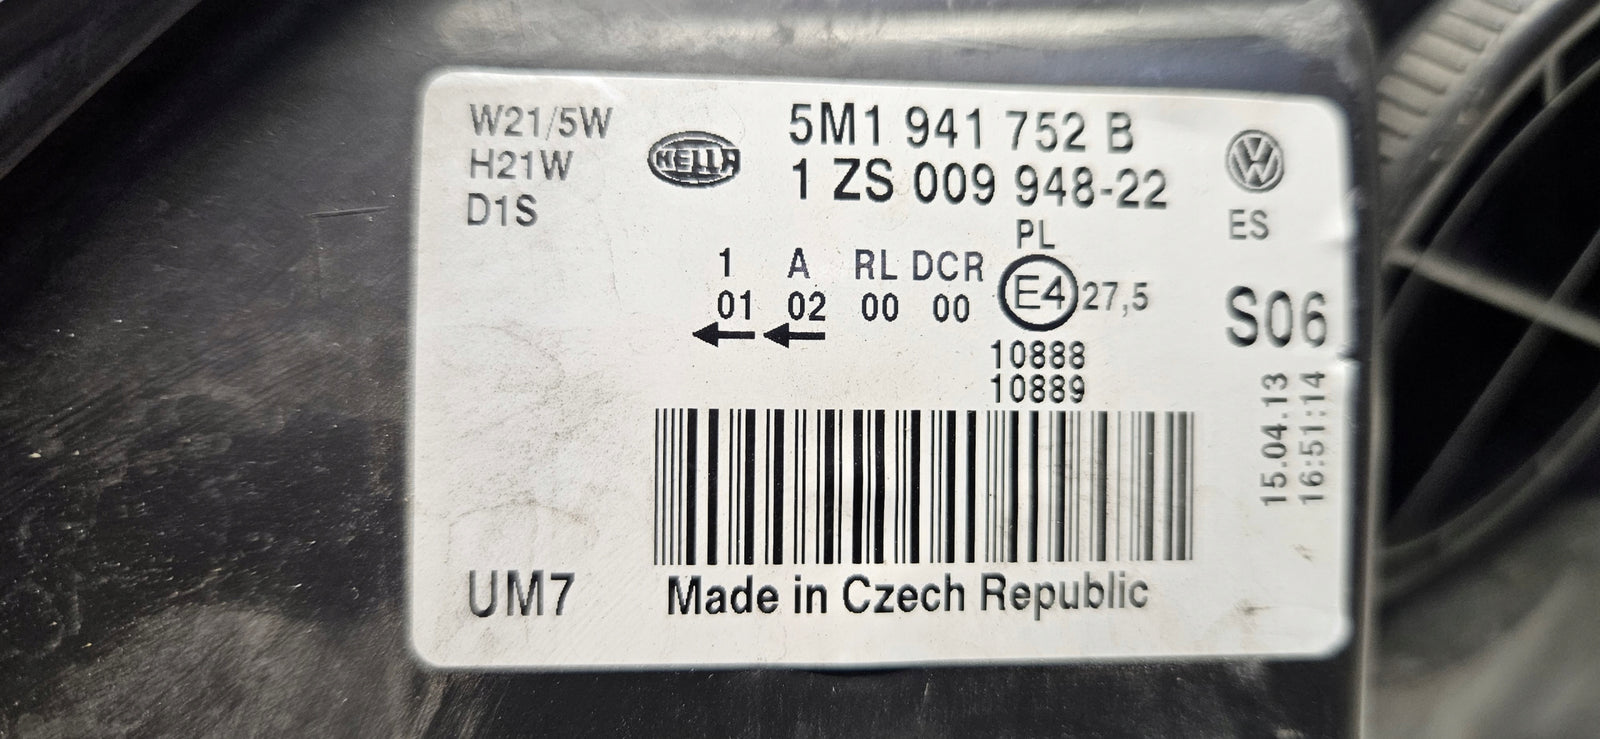 W21/5W
H21W
D1S
HELLA
5M1 941 752 B
1 ZS 009 948-22
VW
ES
PL
1 A RL DCR
01 02 00 00
E4 27,5
10888
10889
S06
15.04.13
16:51:14
UM7
Made in Czech Republic